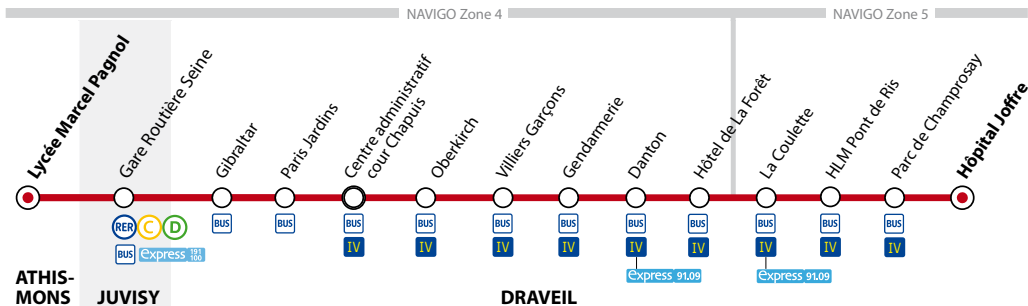 NAVIGO Zone 4
NAVIGO Zone 5
Lycée Marcel Pagnol
Gare Routière Seine
Gibraltar
Paris Jardins
Centre administratif
cour Chapuis
Oberkirch
Villiers Garçons
Gendarmerie
Danton
Hôtel de La Forêt
La Coulette
HLM Pont de Ris
Parc de Champrosay
Hôpital Joffre
RER C D
BUS express 191 100
BUS
BUS
BUS
IV
BUS
IV
BUS
IV
BUS
IV
BUS
IV
express 91.09
BUS
IV
BUS
IV
express 91.09
BUS
IV
BUS
IV
ATHIS-
MONS
JUVISY
DRAVEIL